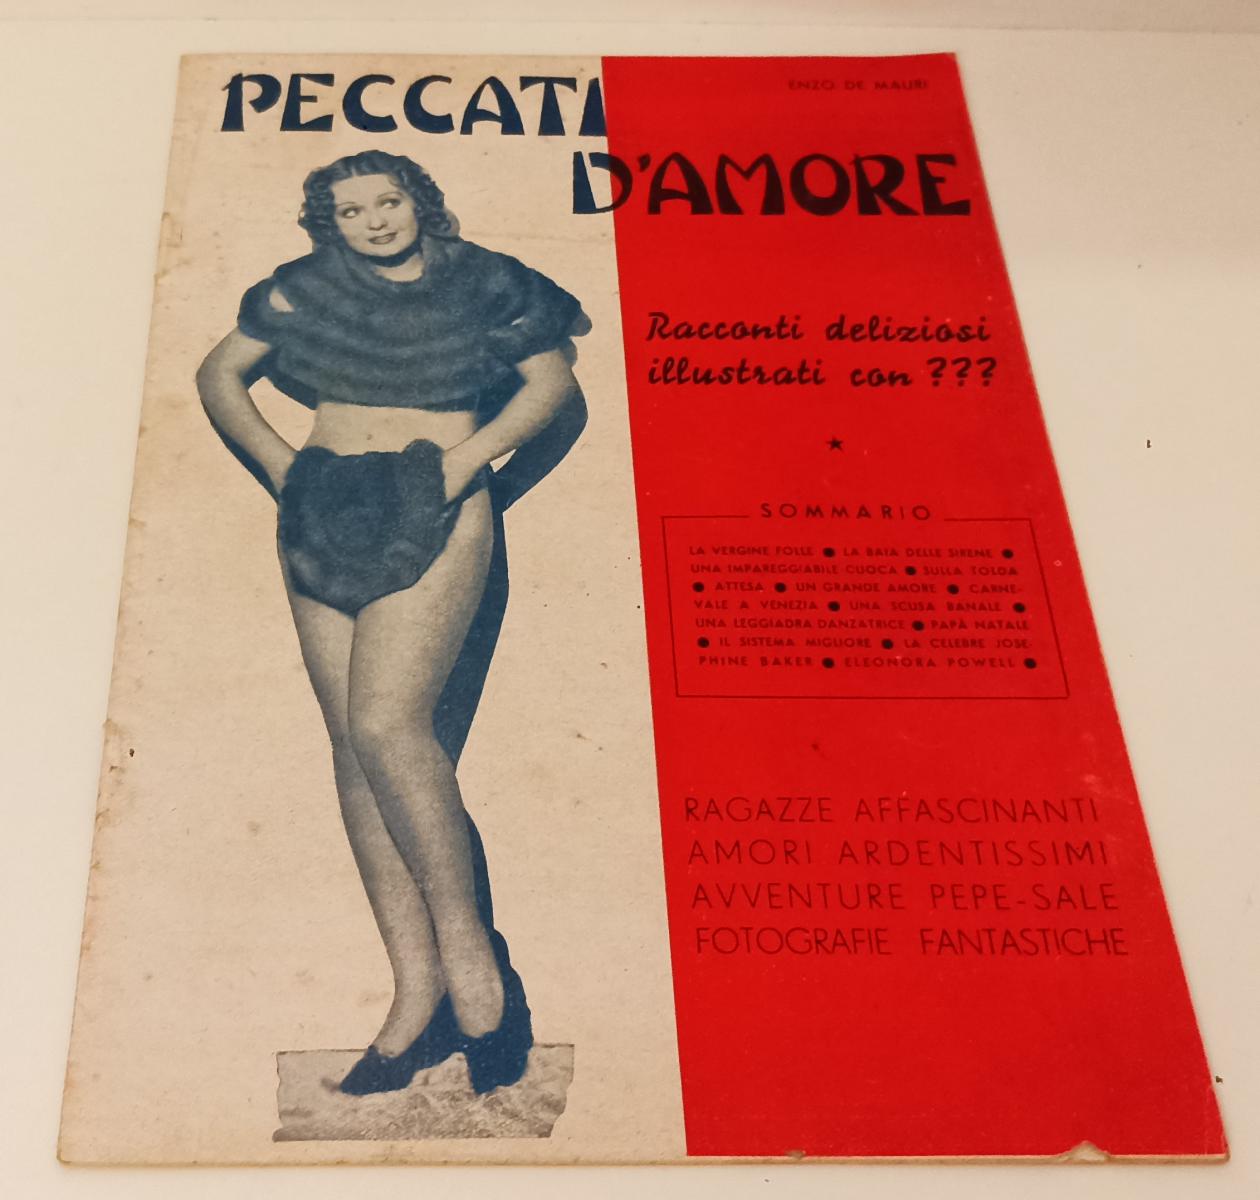 ENZO DE MAURI
PECCATI
D'AMORE
Racconti deliziosi
illustrati con ???
SOMMARIO
LA VERGINE FOLLE ● LA BAIA DELLE SIRENE ●
UNA IMPAREGGIABILE CUOCA ● SULLA TOLDA
● ATTESA ● UN GRANDE AMORE ● CARNE-
VALE A VENEZIA ● UNA SCUSA BANALE ●
UNA LEGGIADRA DANZATRICE ● PAPÀ NATALE
● IL SISTEMA MIGLIORE ● LA CELEBRE JOSE-
PHINE BAKER ● ELEONORA POWELL ●
RAGAZZE AFFASCINANTI
AMORI ARDENTISSIMI
AVVENTURE PEPE-SALE
FOTOGRAFIE FANTASTICHE